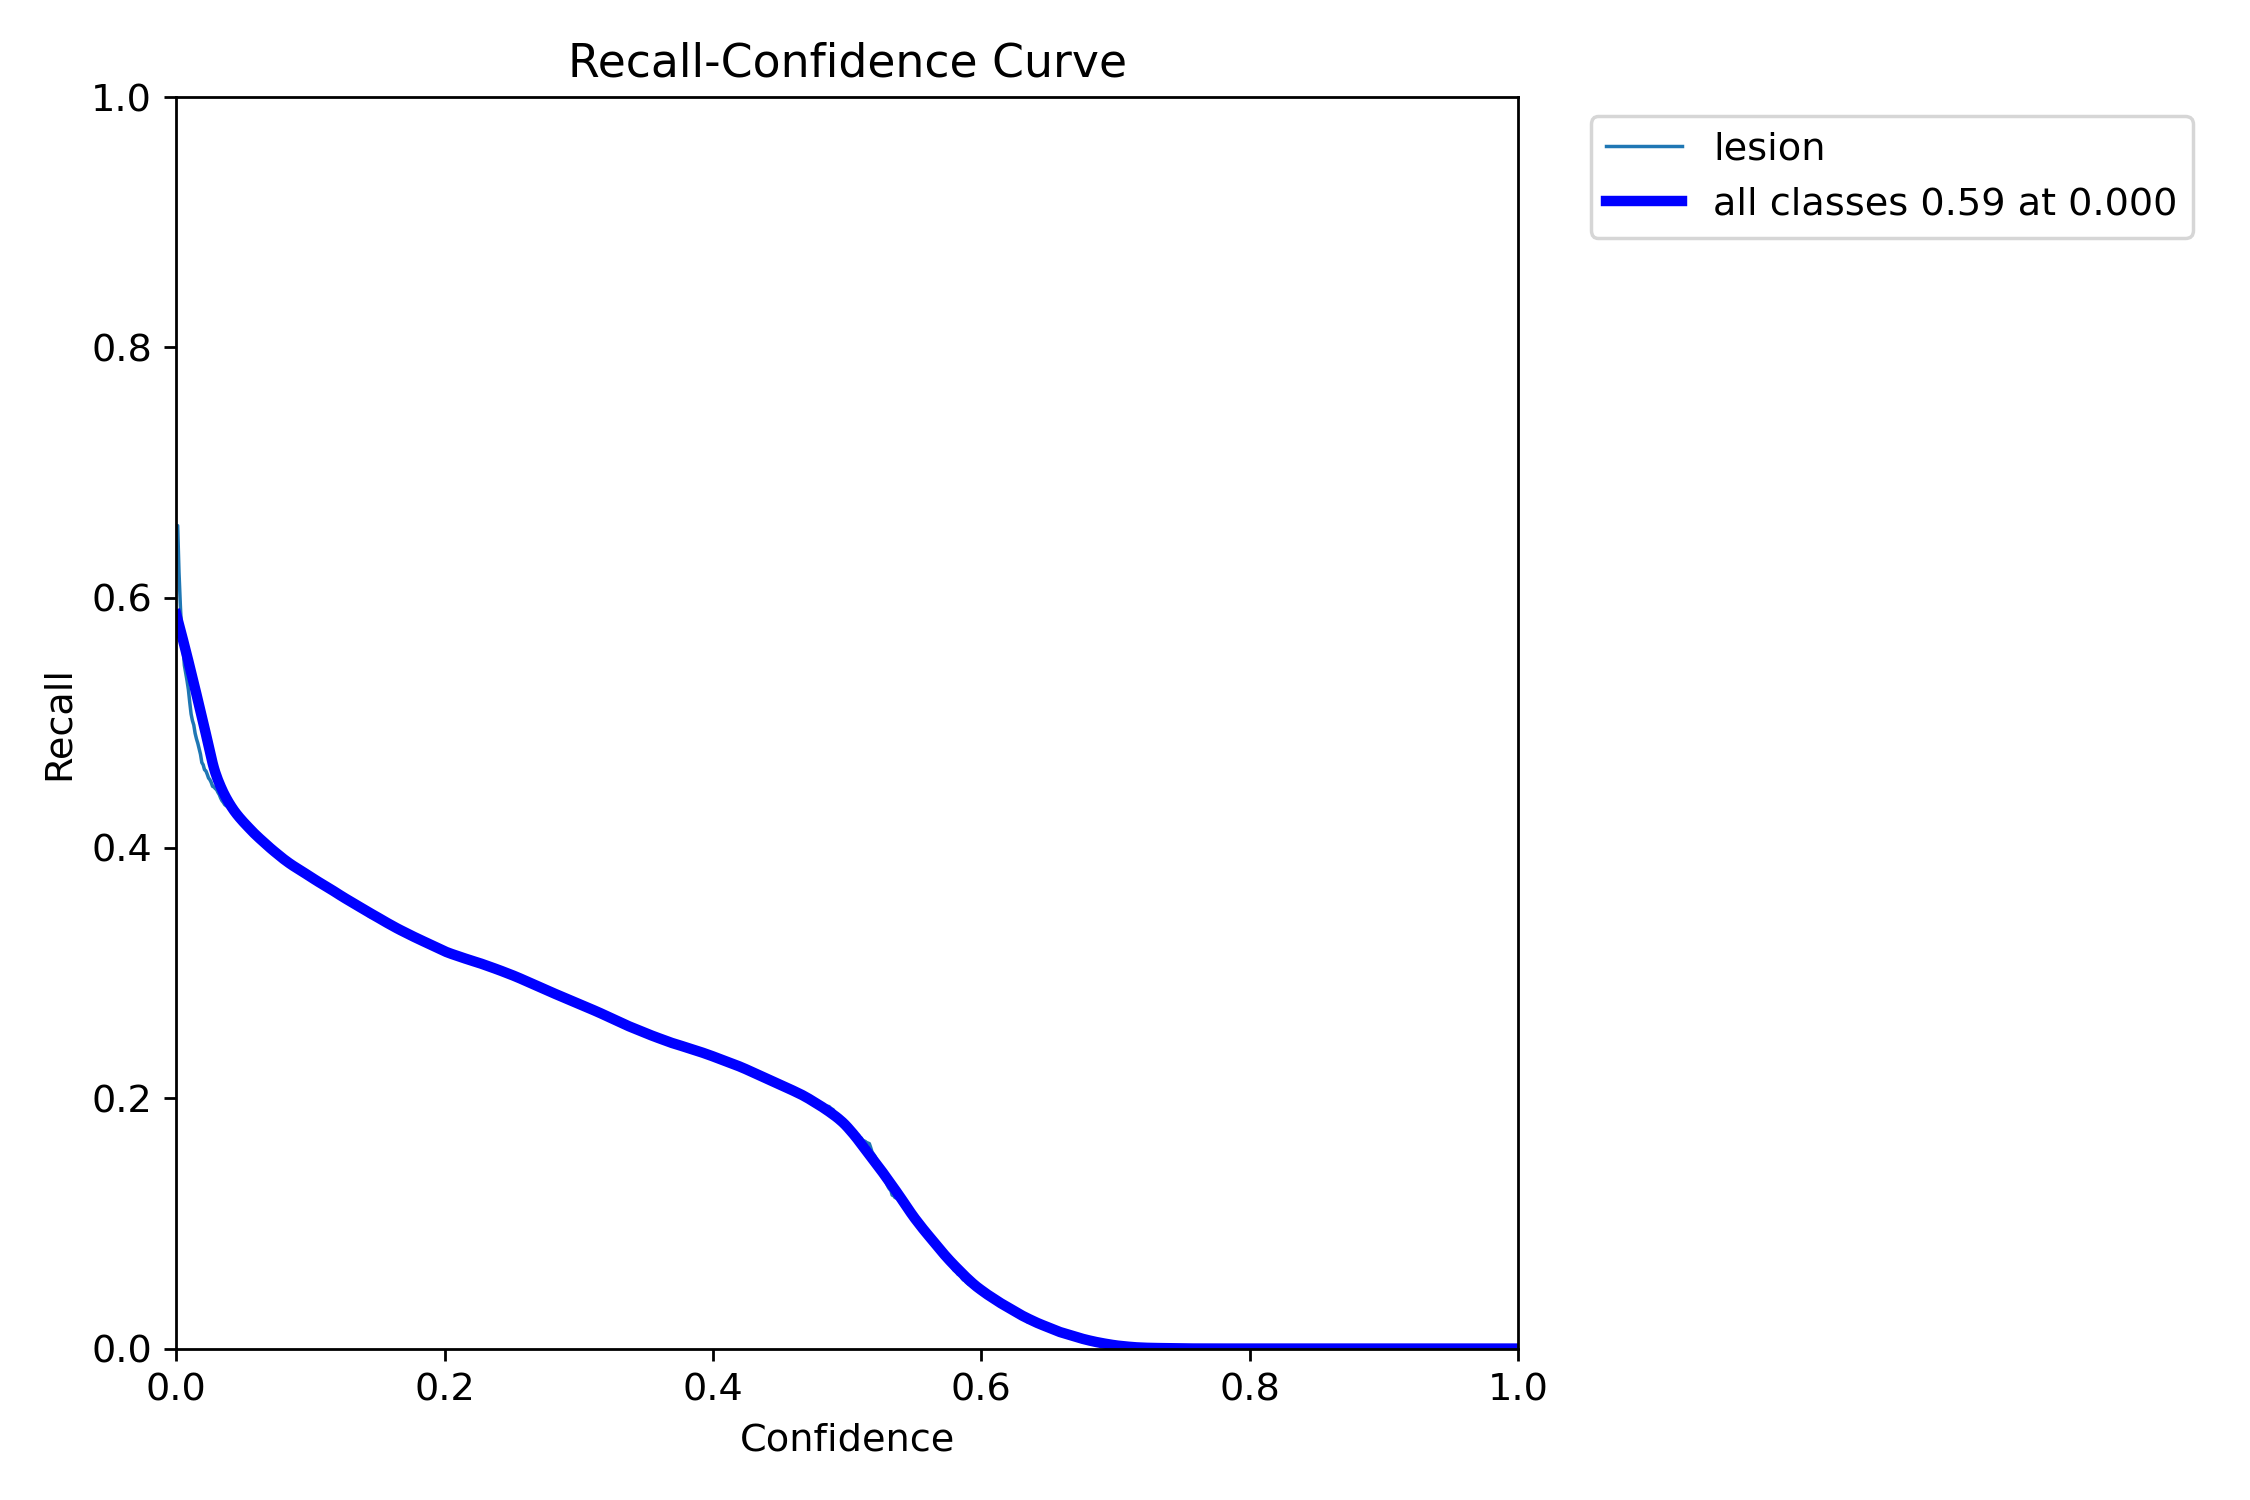 Recall-Confidence Curve
1.0
0.8
0.6
0.4
0.2
0.0
Recall
0.0 0.2 0.4 0.6 0.8 1.0
Confidence
lesion
all classes 0.59 at 0.000